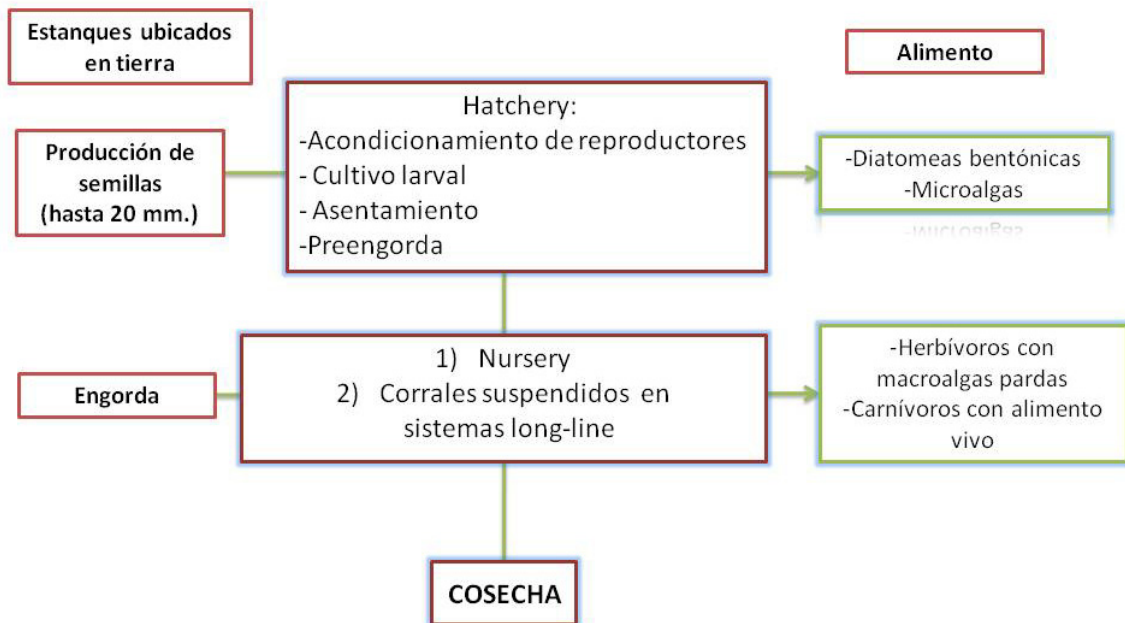 Estanques ubicados
en tierra
Alimento
Hatchery:
-Acondicionamiento de reproductores
- Cultivo larval
- Asentamiento
-Preengorda
Producción de
semillas
(hasta 20 mm.)
-Diatomeas bentónicas
-Microalgas
1) Nursery
2) Corrales suspendidos en
sistemas long-line
Engorda
-Herbívoros con
macroalgas pardas
-Carnívoros con alimento
vivo
COSECHA